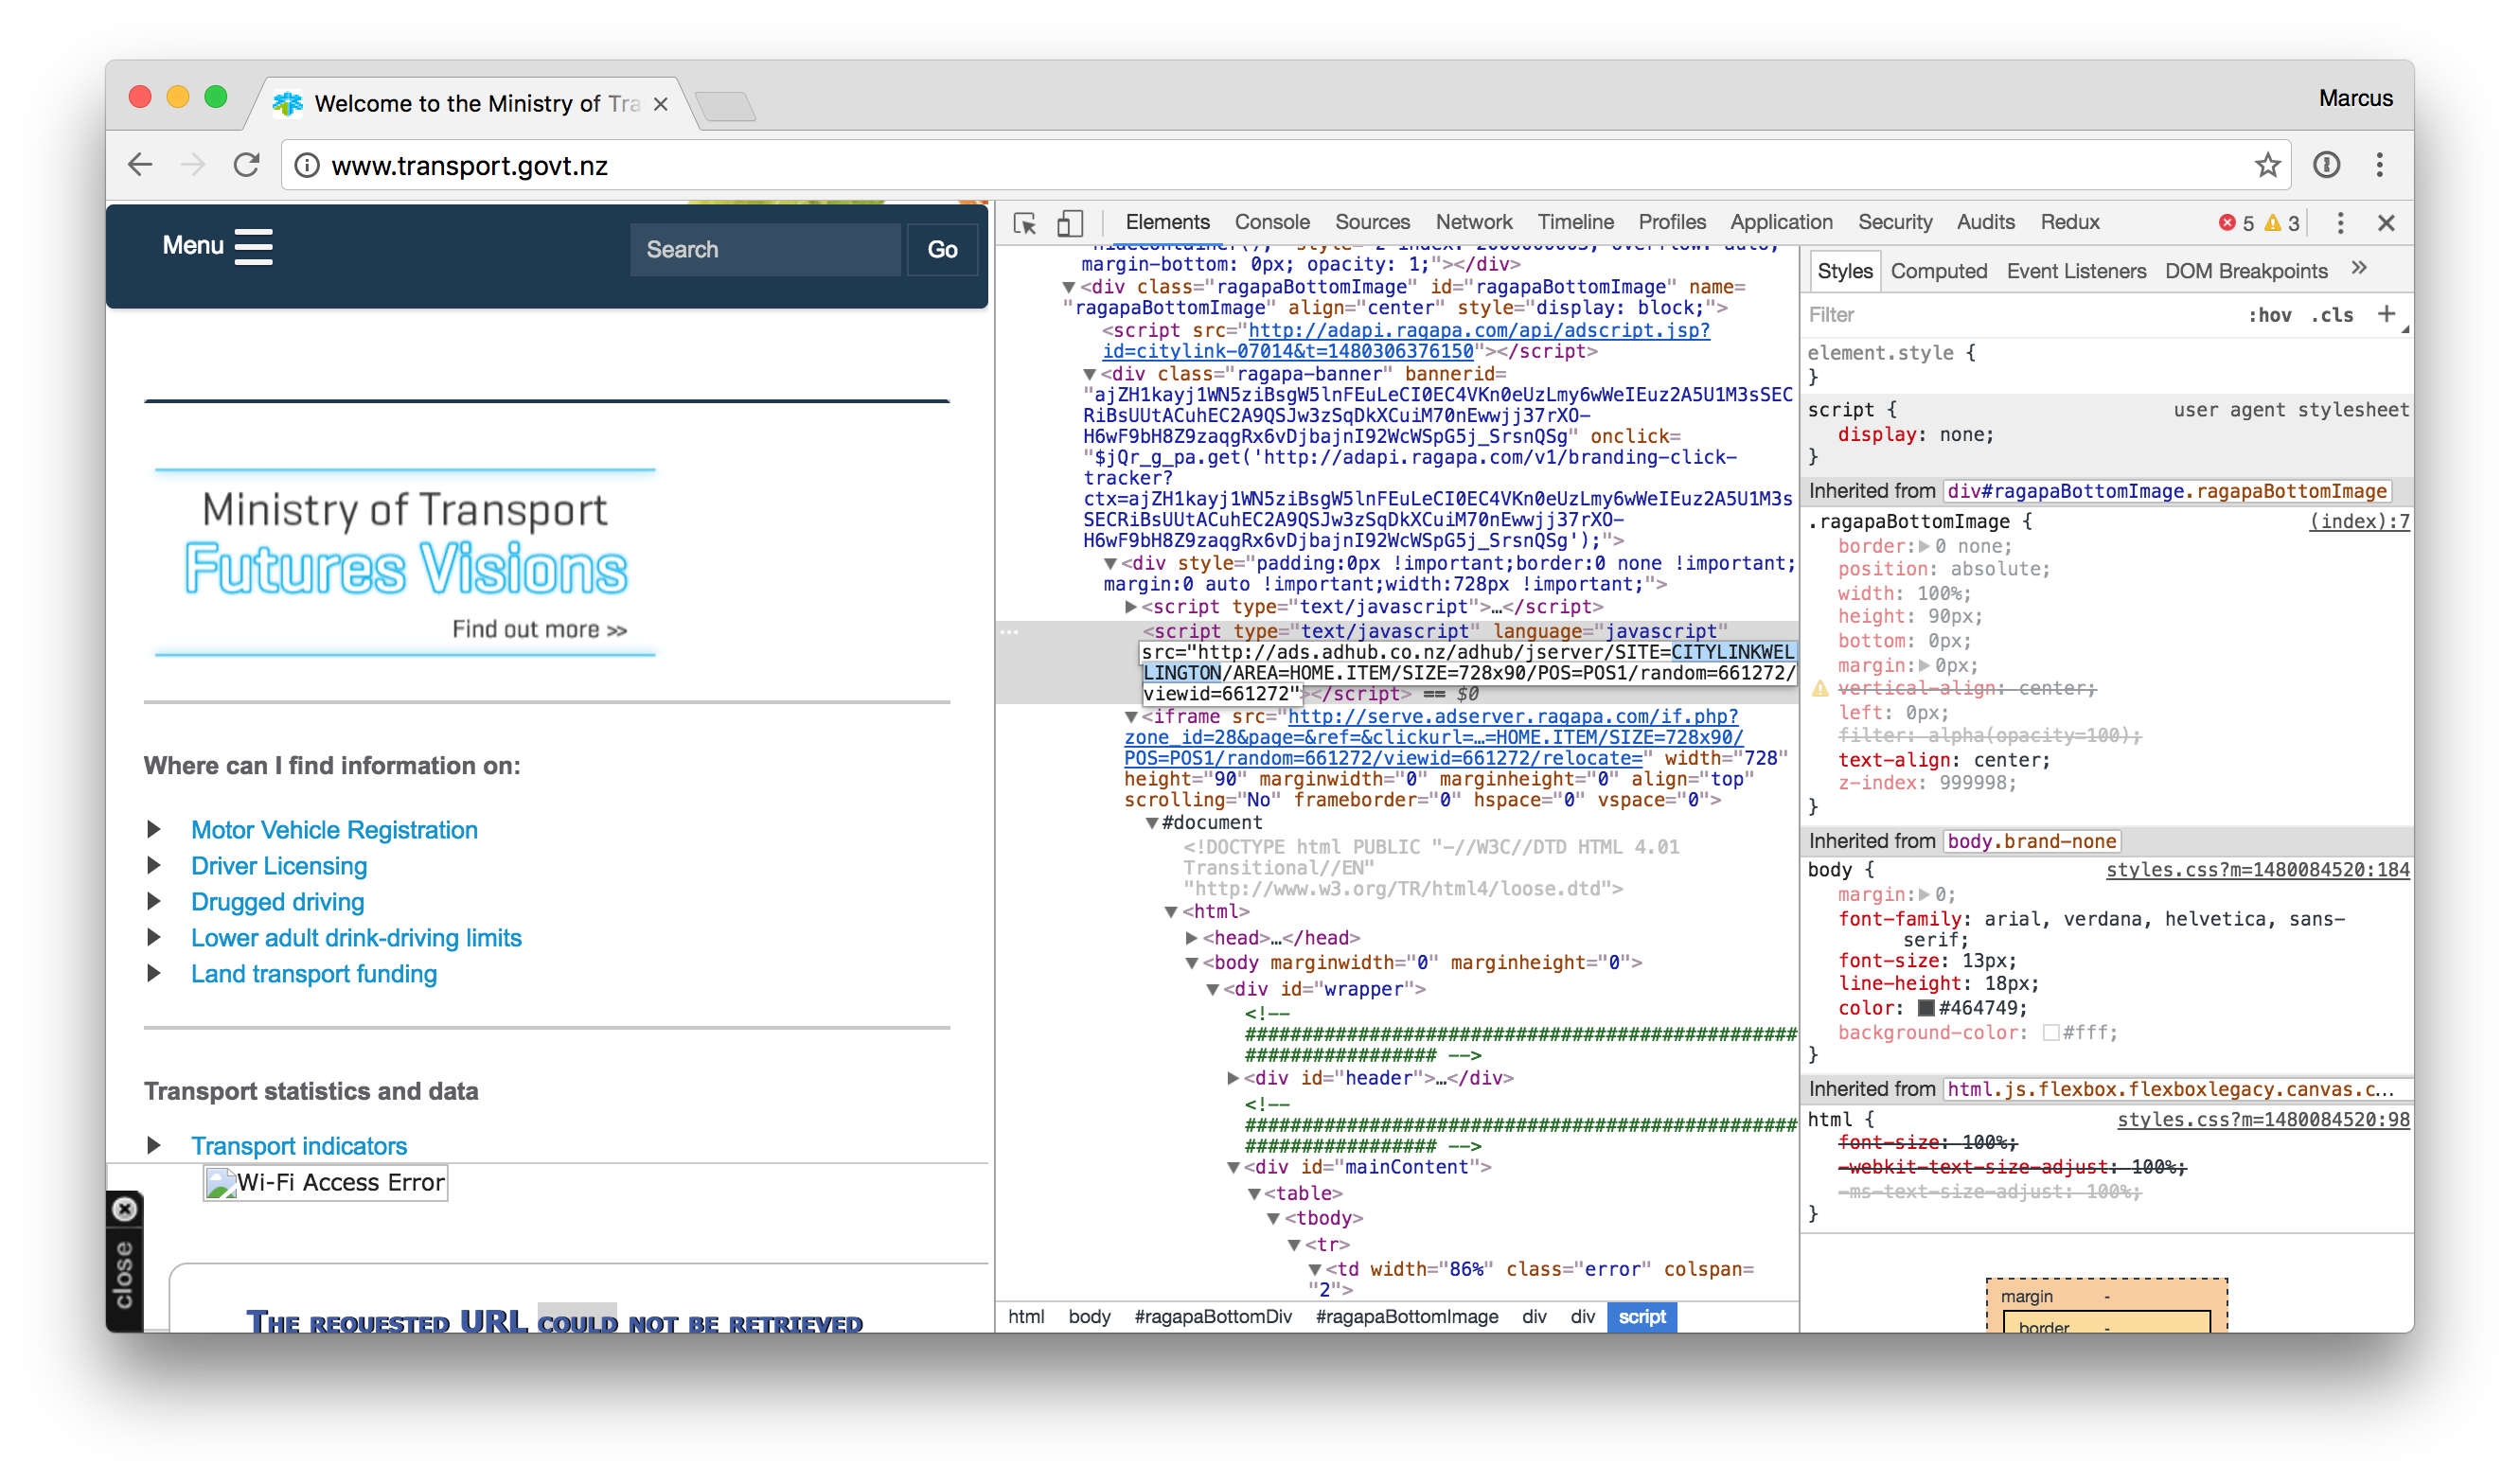 Welcome to the Ministry of Tra
Marcus
www.transport.govt.nz
Menu
Search
Go
Ministry of Transport
Futures Visions
Find out more >>
Where can I find information on:
Motor Vehicle Registration
Driver Licensing
Drugged driving
Lower adult drink-driving limits
Land transport funding
Transport statistics and data
Transport indicators
Wi-Fi Access Error
close
THE REQUESTED URL COULD NOT BE RETRIEVED
Elements Console Sources Network Timeline Profiles Application Security Audits Redux
5 3
margin-bottom: 0px; opacity: 1;"></div>
<div class="ragapaBottomImage" id="ragapaBottomImage" name=
"ragapaBottomImage" align="center" style="display: block;">
<script src="http://adapi.ragapa.com/api/adscript.jsp?
id=citylink-07014&t=1480306376150"></script>
<div class="ragapa-banner" bannerid=
"ajZH1kayj1WN5ziBsgW5lnFEuLeCI0EC4VKn0eUzLmy6wWeIEuz2A5U1M3sSEC
RiBsUUtACuhEC2A9QSJw3zSqDkXCuiM70nEwwjj37rXO-
H6wF9bH8Z9zaqgRx6vDjbajnI92WcWSpG5j_SrsnQSg" onclick=
"$jQr_g_pa.get('http://adapi.ragapa.com/v1/branding-click-
tracker?
ctx=ajZH1kayj1WN5ziBsgW5lnFEuLeCI0EC4VKn0eUzLmy6wWeIEuz2A5U1M3s
SECRiBsUUtACuhEC2A9QSJw3zSqDkXCuiM70nEwwjj37rXO-
H6wF9bH8Z9zaqgRx6vDjbajnI92WcWSpG5j_SrsnQSg');">
<div style="padding:0px !important;border:0 none !important;
margin:0 auto !important;width:728px !important;">
<script type="text/javascript">…</script>
<script type="text/javascript" language="javascript"
src="http://ads.adhub.co.nz/adhub/jserver/SITE=CITYLINKWEL
LINGTON/AREA=HOME.ITEM/SIZE=728x90/POS=POS1/random=661272/
viewid=661272"></script> == $0
<iframe src="http://serve.adserver.ragapa.com/if.php?
zone_id=28&page=&ref=&clickurl=…=HOME.ITEM/SIZE=728x90/
POS=POS1/random=661272/viewid=661272/relocate=" width="728"
height="90" marginwidth="0" marginheight="0" align="top"
scrolling="No" frameborder="0" hspace="0" vspace="0">
#document
<!DOCTYPE html PUBLIC "-//W3C//DTD HTML 4.01
Transitional//EN"
"http://www.w3.org/TR/html4/loose.dtd">
<html>
<head>…</head>
<body marginwidth="0" marginheight="0">
<div id="wrapper">
<!--
#################################################
################# -->
<div id="header">…</div>
<!--
#################################################
################# -->
<div id="mainContent">
<table>
<tbody>
<tr>
<td width="86%" class="error" colspan=
"2">
html body #ragapaBottomDiv #ragapaBottomImage div div script
Styles Computed Event Listeners DOM Breakpoints »
Filter :hov .cls +
element.style {
}
script { user agent stylesheet
display: none;
}
Inherited from div#ragapaBottomImage.ragapaBottomImage
.ragapaBottomImage { (index):7
border: 0 none;
position: absolute;
width: 100%;
height: 90px;
bottom: 0px;
margin: 0px;
vertical-align: center;
left: 0px;
filter: alpha(opacity=100);
text-align: center;
z-index: 999998;
}
Inherited from body.brand-none
body { styles.css?m=1480084520:184
margin: 0;
font-family: arial, verdana, helvetica, sans-
serif;
font-size: 13px;
line-height: 18px;
color: #464749;
background-color: #fff;
}
Inherited from html.js.flexbox.flexboxlegacy.canvas.c…
html { styles.css?m=1480084520:98
font-size: 100%;
-webkit-text-size-adjust: 100%;
-ms-text-size-adjust: 100%;
}
margin -
border -